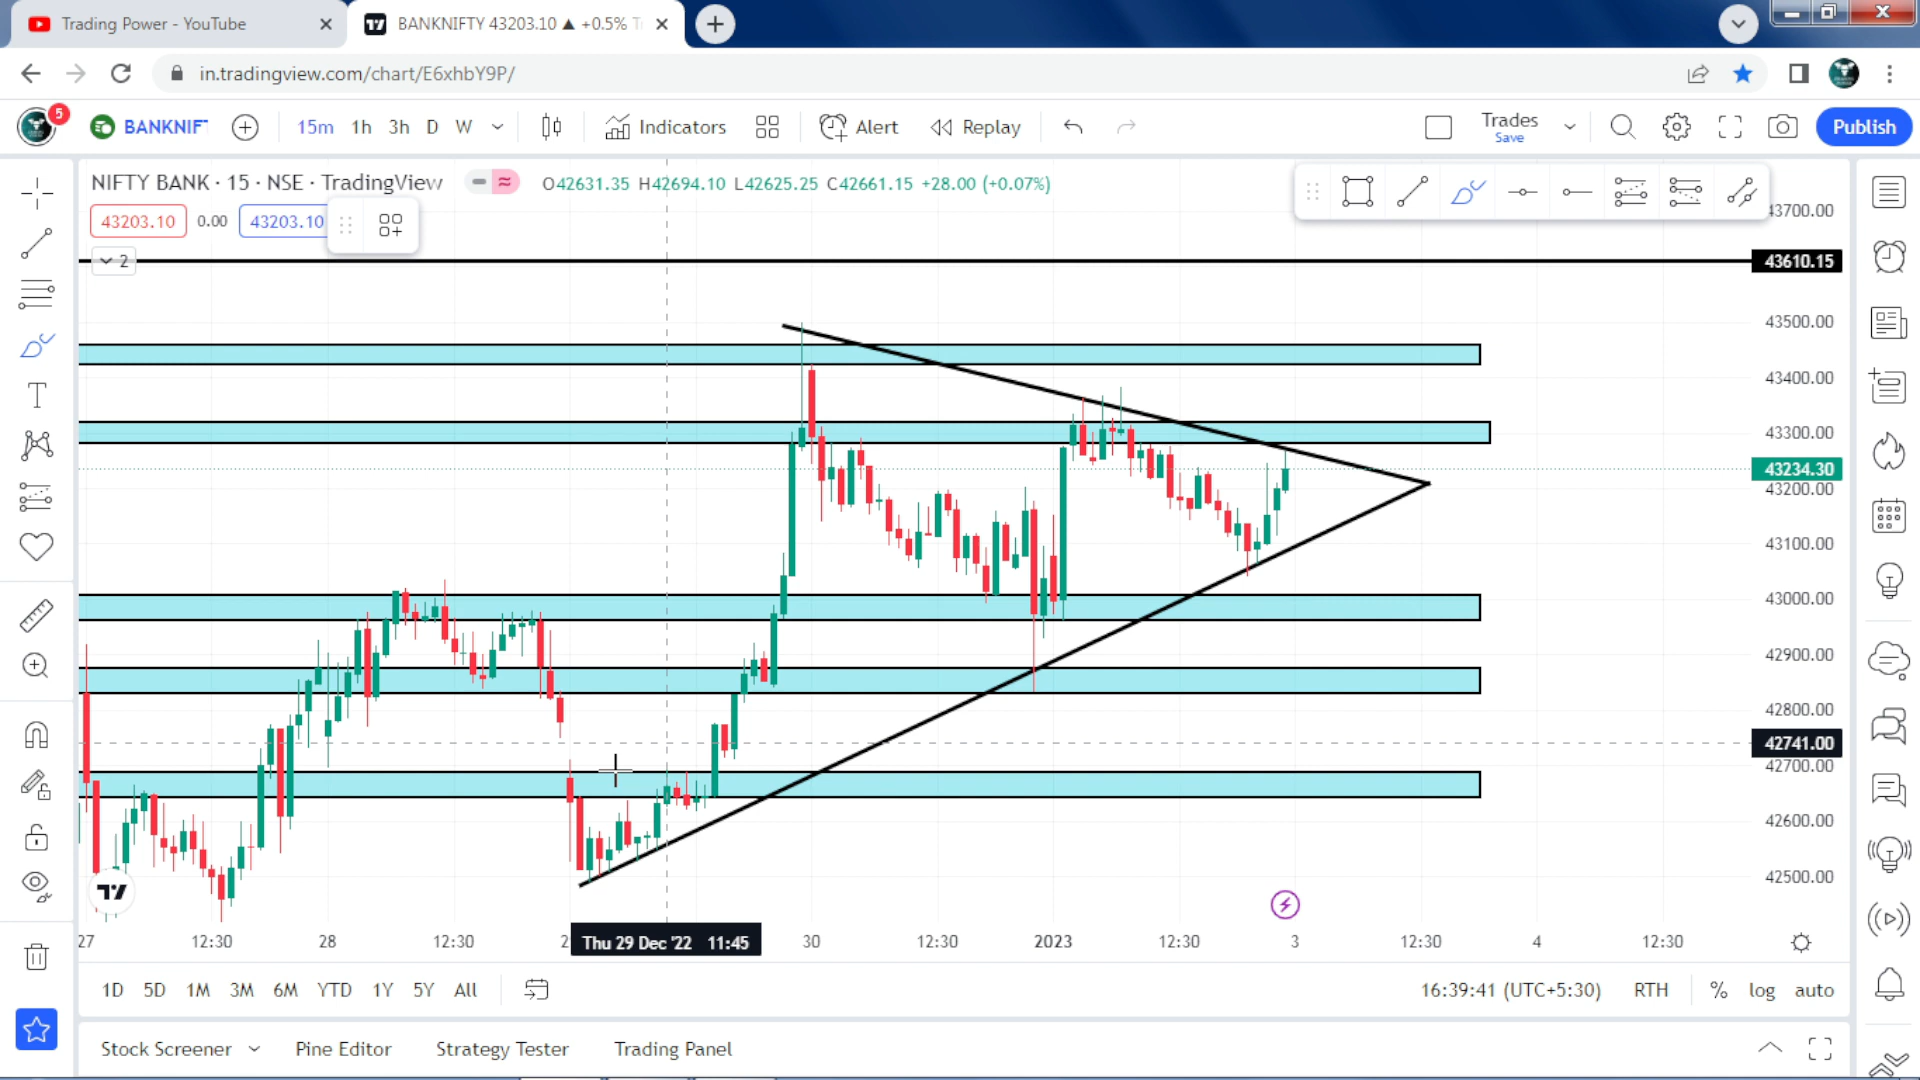 Trading Power - YouTube
BANKNIFTY 43203.10 ▲ +0.5%
in.tradingview.com/chart/E6xhbY9P/
5
BANKNIF
15m 1h 3h D W
Indicators
Alert
Replay
Trades
Save
Publish
NIFTY BANK · 15 · NSE · TradingView
O42631.35 H42694.10 L42625.25 C42661.15 +28.00 (+0.07%)
43203.10 0.00 43203.10
2
43700.00
43610.15
43500.00
43400.00
43300.00
43234.30
43200.00
43100.00
43000.00
42900.00
42800.00
42741.00
42700.00
42600.00
42500.00
27 12:30 28 12:30 2 Thu 29 Dec '22 11:45 30 12:30 2023 12:30 3 12:30 4 12:30
1D 5D 1M 3M 6M YTD 1Y 5Y All
16:39:41 (UTC+5:30) RTH % log auto
Stock Screener Pine Editor Strategy Tester Trading Panel